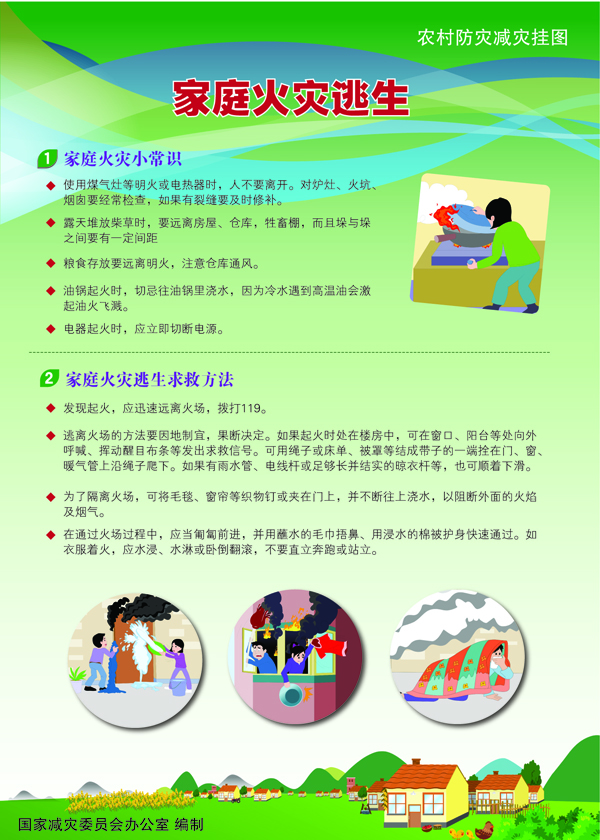 农村防灾减灾挂图
家庭火灾逃生
1 家庭火灾小常识
◆ 使用煤气灶等明火或电热器时，人不要离开。对炉灶、火坑、
烟囱要经常检查，如果有裂缝要及时修补。
◆ 露天堆放柴草时，要远离房屋、仓库，牲畜棚，而且垛与垛
之间要有一定间距
◆ 粮食存放要远离明火，注意仓库通风。
◆ 油锅起火时，切忌往油锅里浇水，因为冷水遇到高温油会激
起油火飞溅。
◆ 电器起火时，应立即切断电源。
2 家庭火灾逃生求救方法
◆ 发现起火，应迅速远离火场，拨打119。
◆ 逃离火场的方法要因地制宜，果断决定。如果起火时处在楼房中，可在窗口、阳台等处向外
呼喊、挥动醒目布条等发出求救信号。可用绳子或床单、被罩等结成带子的一端拴在门、窗、
暖气管上沿绳子爬下。如果有雨水管、电线杆或足够长并结实的晾衣杆等，也可顺着下滑。
◆ 为了隔离火场，可将毛毯、窗帘等织物钉或夹在门上，并不断往上浇水，以阻断外面的火焰
及烟气。
◆ 在通过火场过程中，应当匍匐前进，并用蘸水的毛巾捂鼻、用浸水的棉被护身快速通过。如
衣服着火，应水浸、水淋或卧倒翻滚，不要直立奔跑或站立。
国家减灾委员会办公室 编制